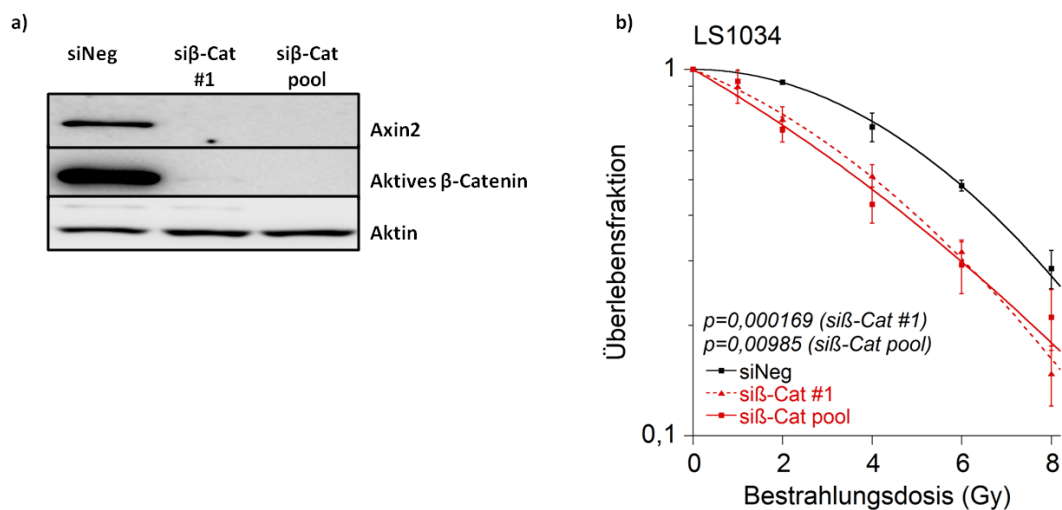 a)
siNeg
siβ-Cat
#1
siβ-Cat
pool
Axin2
Aktives β-Catenin
Aktin
b)
LS1034
1
0,1
Überlebensfraktion
p=0,000169 (siß-Cat #1)
p=0,00985 (siß-Cat pool)
siNeg
siß-Cat #1
siß-Cat pool
0 2 4 6 8
Bestrahlungsdosis (Gy)